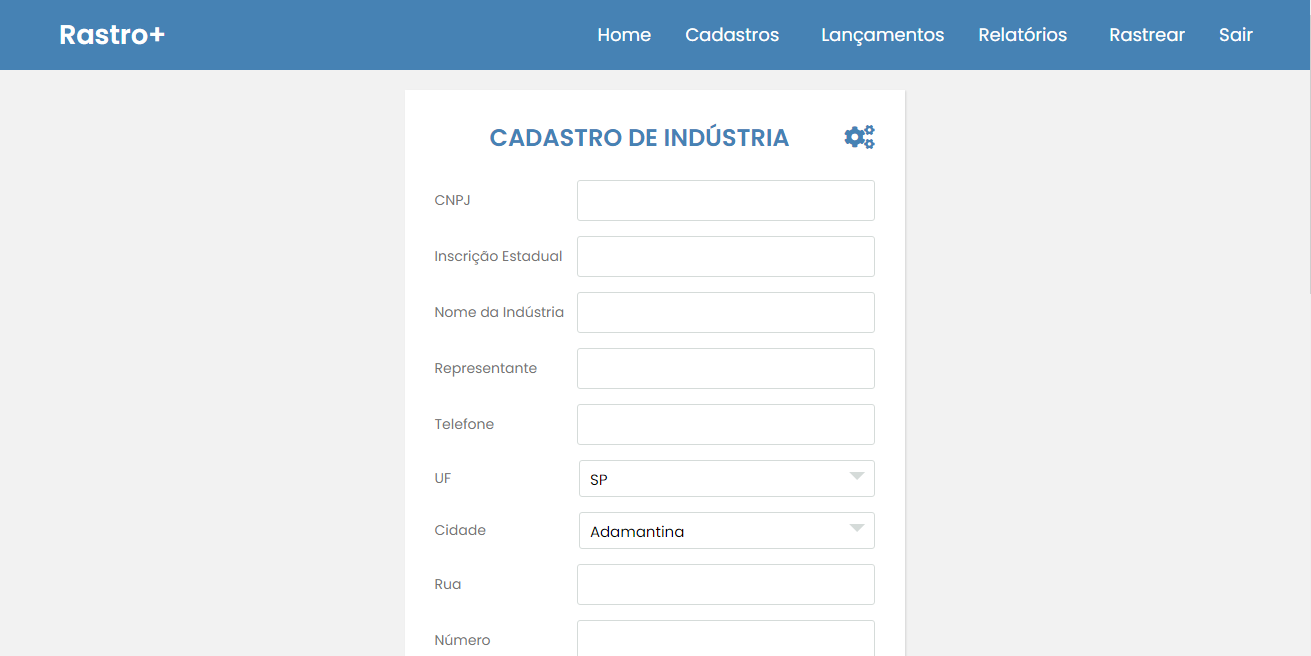 Rastro+
Home Cadastros Lançamentos Relatórios Rastrear Sair
CADASTRO DE INDÚSTRIA
CNPJ
Inscrição Estadual
Nome da Indústria
Representante
Telefone
UF SP
Cidade Adamantina
Rua
Número